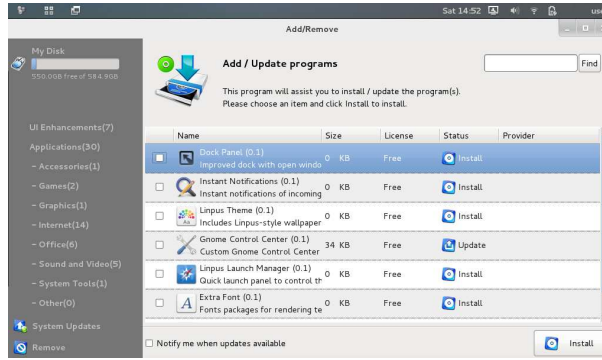 Sat 14:52
Add/Remove
My Disk
550.0GB free of 584.9GB
Add / Update programs
Find
This program will assist you to install / update the program(s).
Please choose an item and click Install to install.
UI Enhancements(7)
Applications(30)
- Accessories(1)
- Games(2)
- Graphics(1)
- Internet(14)
- Office(6)
- Sound and Video(5)
- System Tools(1)
- Other(0)
System Updates
Remove
Name Size License Status Provider
Dock Panel (0.1)
Improved dock with open windo 0 KB Free Install
Instant Notifications (0.1)
Instant notifications of incoming 0 KB Free Install
Linpus Theme (0.1)
Includes Linpus-style wallpaper 0 KB Free Install
Gnome Control Center (0.1)
Custom Gnome Control Center 34 KB Free Update
Linpus Launch Manager (0.1)
Quick launch panel to control th 0 KB Free Install
Extra Font (0.1)
Fonts packages for rendering te 0 KB Free Install
Notify me when updates available
Install